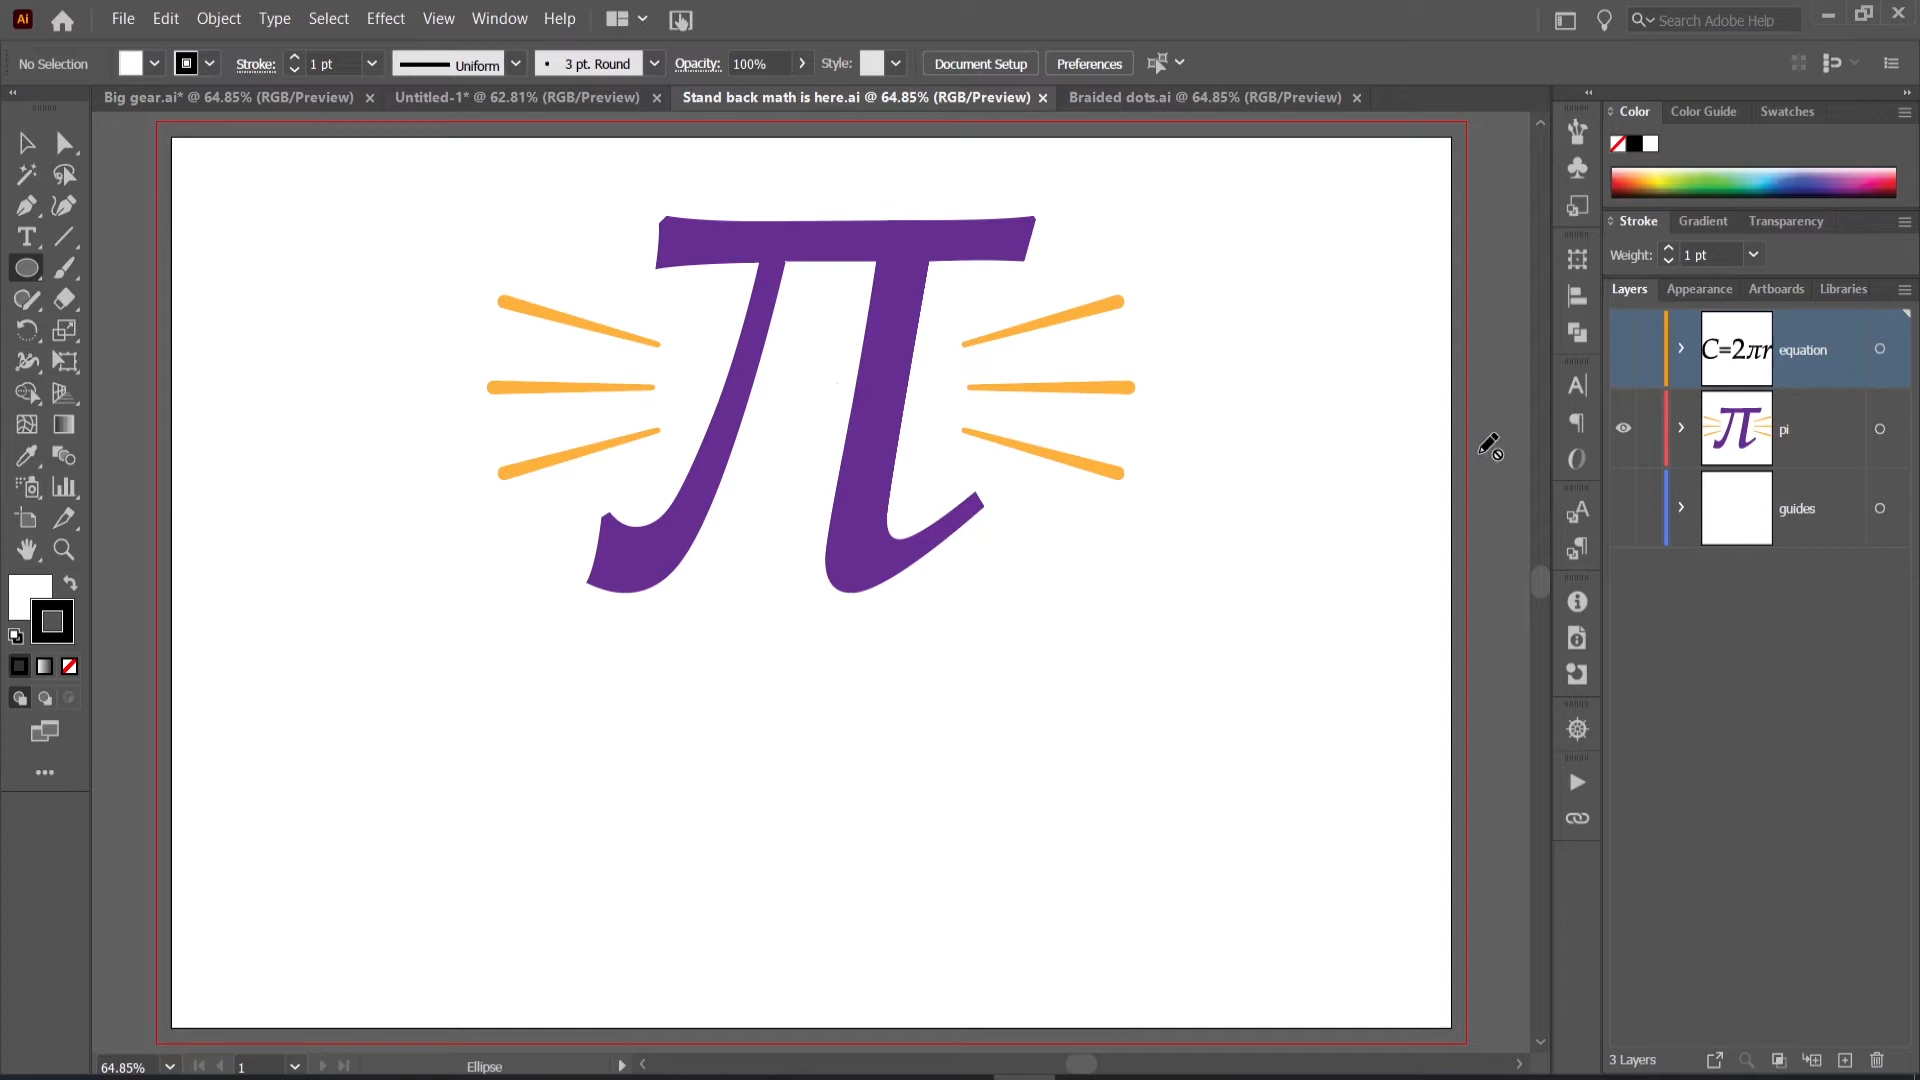 Ai File Edit Object Type Select Effect View Window Help Search Adobe Help
No Selection Stroke: 1 pt Uniform 3 pt. Round Opacity: 100% Style: Document Setup Preferences
Big gear.ai* @ 64.85% (RGB/Preview) Untitled-1* @ 62.81% (RGB/Preview) Stand back math is here.ai @ 64.85% (RGB/Preview) Braided dots.ai @ 64.85% (RGB/Preview)
Color Color Guide Swatches
Stroke Gradient Transparency
Weight: 1 pt
Layers Appearance Artboards Libraries
C=2πr equation
π pi
guides
π
64.85% 1 Ellipse
3 Layers